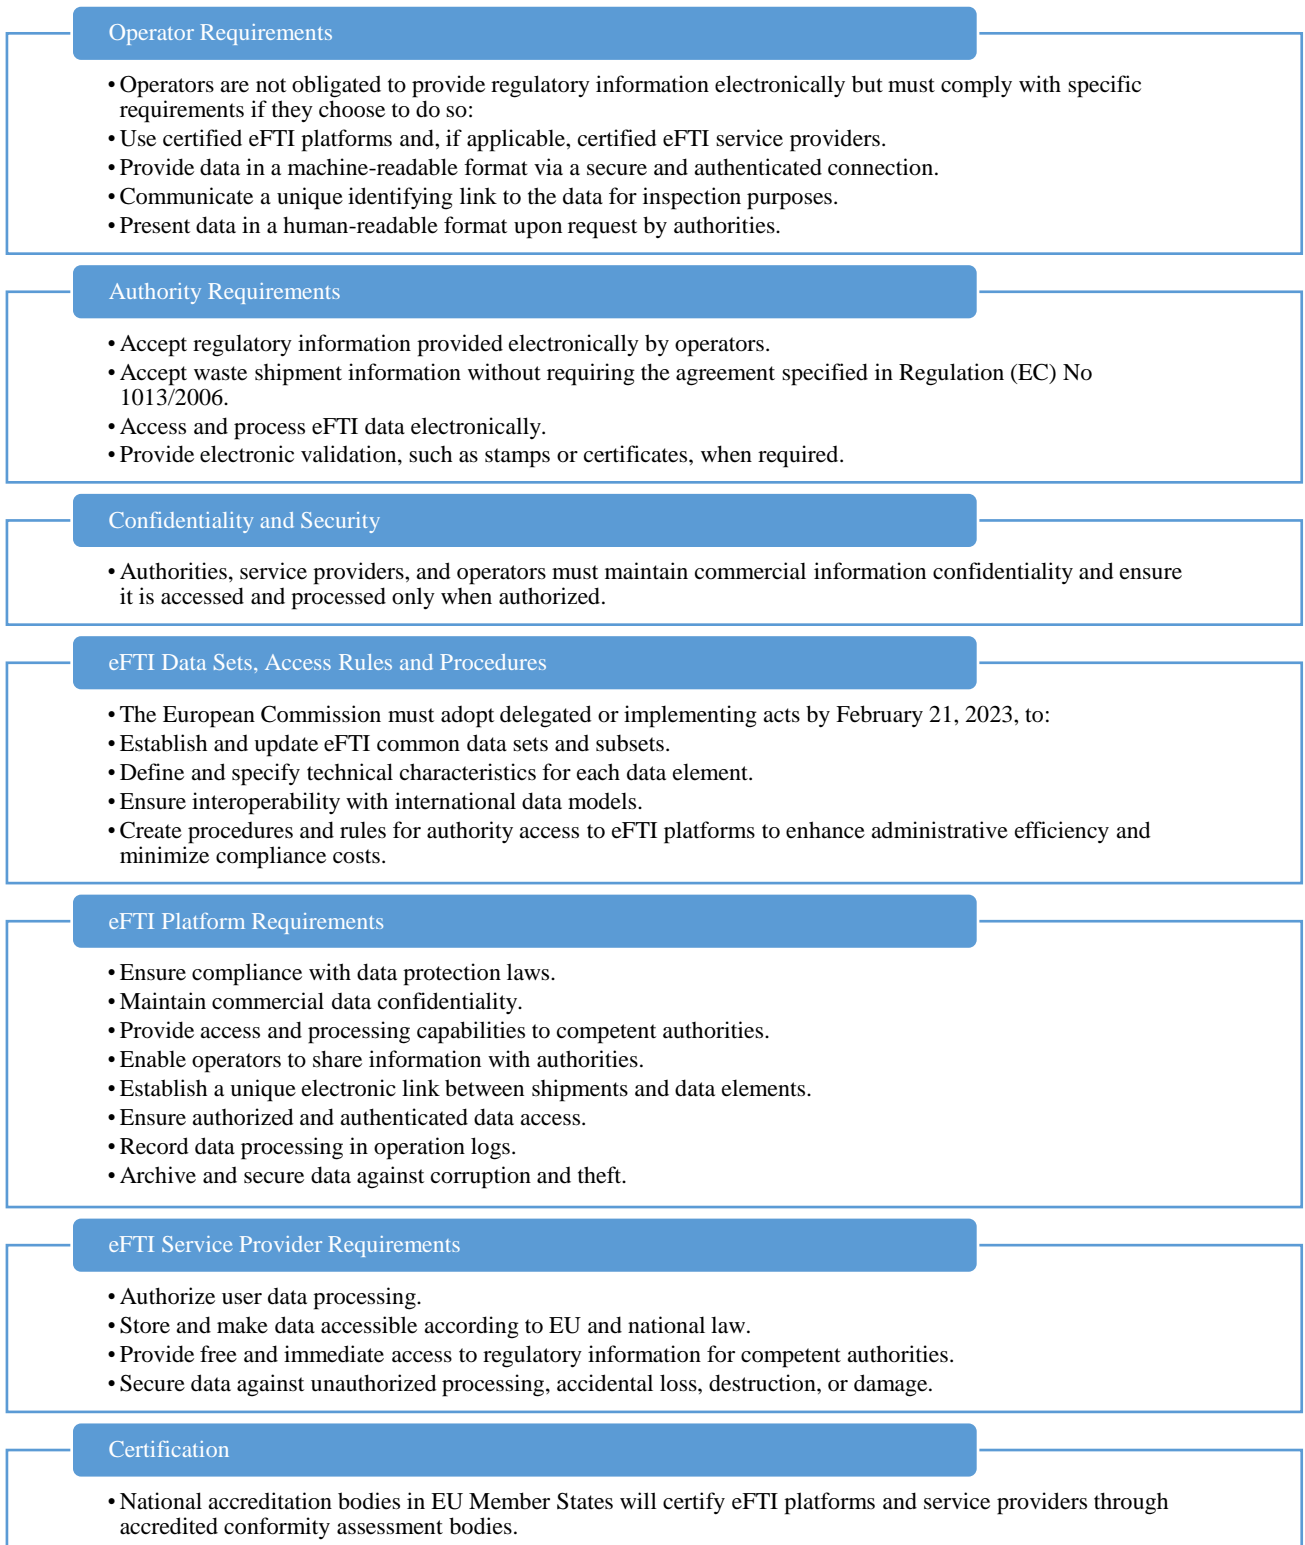 Operator Requirements
• Operators are not obligated to provide regulatory information electronically but must comply with specific
requirements if they choose to do so:
• Use certified eFTI platforms and, if applicable, certified eFTI service providers.
• Provide data in a machine-readable format via a secure and authenticated connection.
• Communicate a unique identifying link to the data for inspection purposes.
• Present data in a human-readable format upon request by authorities.
Authority Requirements
• Accept regulatory information provided electronically by operators.
• Accept waste shipment information without requiring the agreement specified in Regulation (EC) No
1013/2006.
• Access and process eFTI data electronically.
• Provide electronic validation, such as stamps or certificates, when required.
Confidentiality and Security
• Authorities, service providers, and operators must maintain commercial information confidentiality and ensure
it is accessed and processed only when authorized.
eFTI Data Sets, Access Rules and Procedures
• The European Commission must adopt delegated or implementing acts by February 21, 2023, to:
• Establish and update eFTI common data sets and subsets.
• Define and specify technical characteristics for each data element.
• Ensure interoperability with international data models.
• Create procedures and rules for authority access to eFTI platforms to enhance administrative efficiency and
minimize compliance costs.
eFTI Platform Requirements
• Ensure compliance with data protection laws.
• Maintain commercial data confidentiality.
• Provide access and processing capabilities to competent authorities.
• Enable operators to share information with authorities.
• Establish a unique electronic link between shipments and data elements.
• Ensure authorized and authenticated data access.
• Record data processing in operation logs.
• Archive and secure data against corruption and theft.
eFTI Service Provider Requirements
• Authorize user data processing.
• Store and make data accessible according to EU and national law.
• Provide free and immediate access to regulatory information for competent authorities.
• Secure data against unauthorized processing, accidental loss, destruction, or damage.
Certification
• National accreditation bodies in EU Member States will certify eFTI platforms and service providers through
accredited conformity assessment bodies.